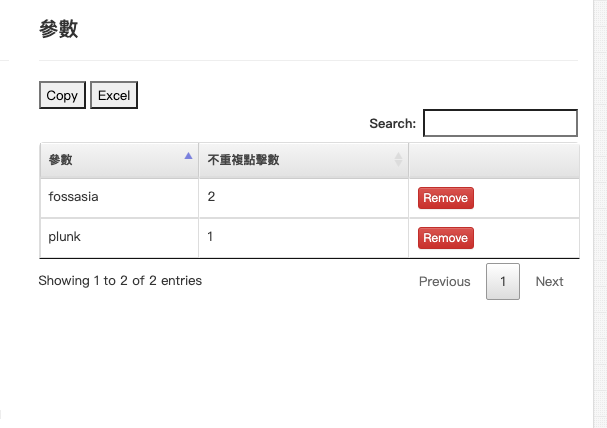 參數
Copy Excel
Search:
參數 不重複點擊數
fossasia 2 Remove
plunk 1 Remove
Showing 1 to 2 of 2 entries Previous 1 Next